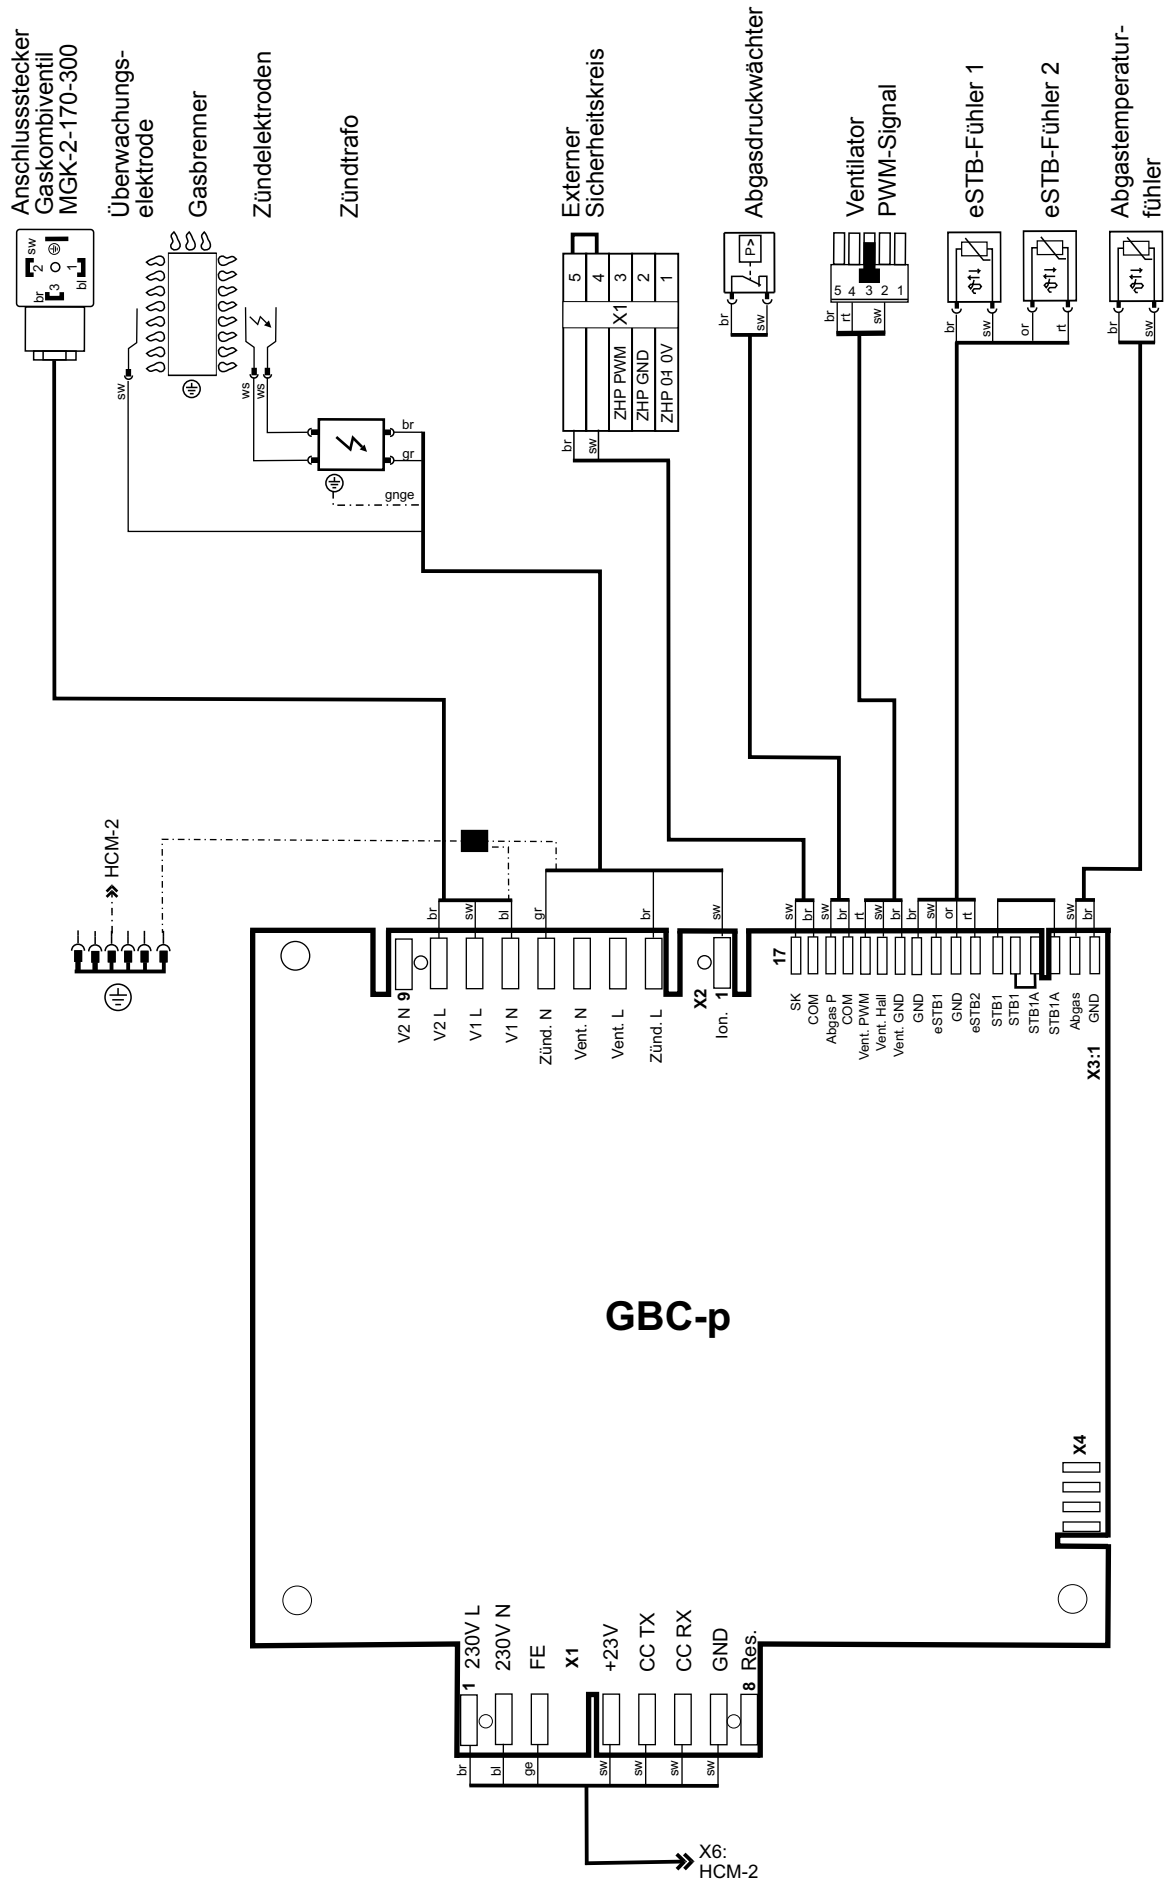 Anschlussstecker
Gaskombiventil
MGK-2-170-300
Überwachungs-
elektrode
Gasbrenner
Zündelektroden
Zündtrafo
Externer
Sicherheitskreis
Abgasdruckwächter
Ventilator
PWM-Signal
eSTB-Fühler 1
eSTB-Fühler 2
Abgastemperatur-
fühler
sw
2
1
3
br
bl
sw
ws
ws
br
gr
gnge
5
4
3
2
1
X1
ZHP PWM
ZHP GND
ZHP 01 0V
br
sw
P>
br
sw
5
4
3
2
1
br
rt
sw
br
sw
or
rt
br
sw
HCM-2
br
sw
bl
gr
br
sw
sw
br
sw
br
rt
sw
br
br
sw
or
rt
sw
br
V2 N 9
V2 L
V1 L
V1 N
Zünd. N
Vent. N
Vent. L
Zünd. L
X2
Ion. 1
17
SK
COM
Abgas P
COM
Vent. PWM
Vent. Hall
Vent. GND
GND
eSTB1
GND
eSTB2
STB1
STB1
STB1A
STB1A
Abgas
GND
X3:1
GBC-p
X4
1 230V L
230V N
FE
X1
+23V
CC TX
CC RX
GND
8 Res.
br
bl
ge
sw
sw
sw
sw
X6:
HCM-2